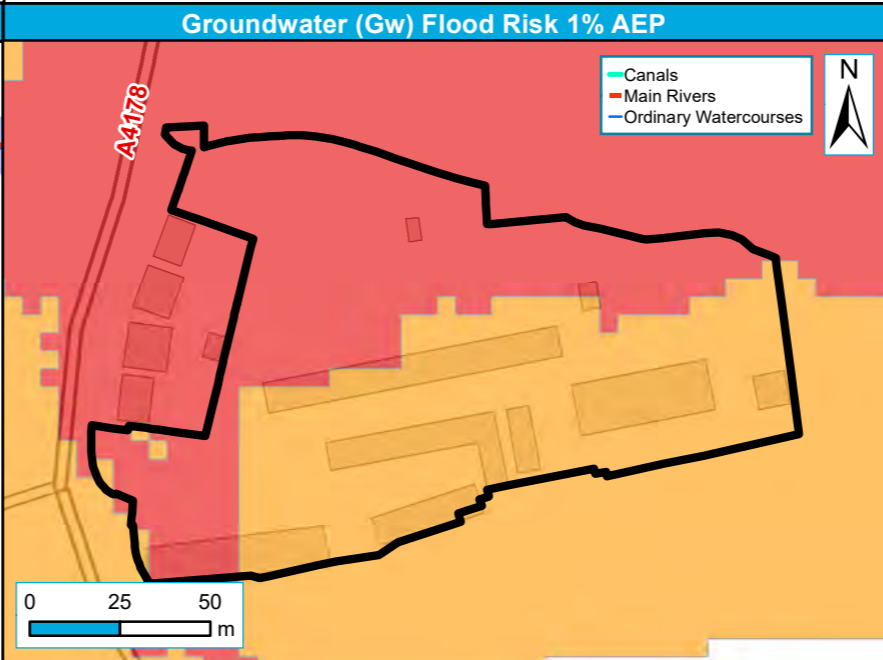 Groundwater (Gw) Flood Risk 1% AEP
Canals
Main Rivers
Ordinary Watercourses
N
A4178
0 25 50
m